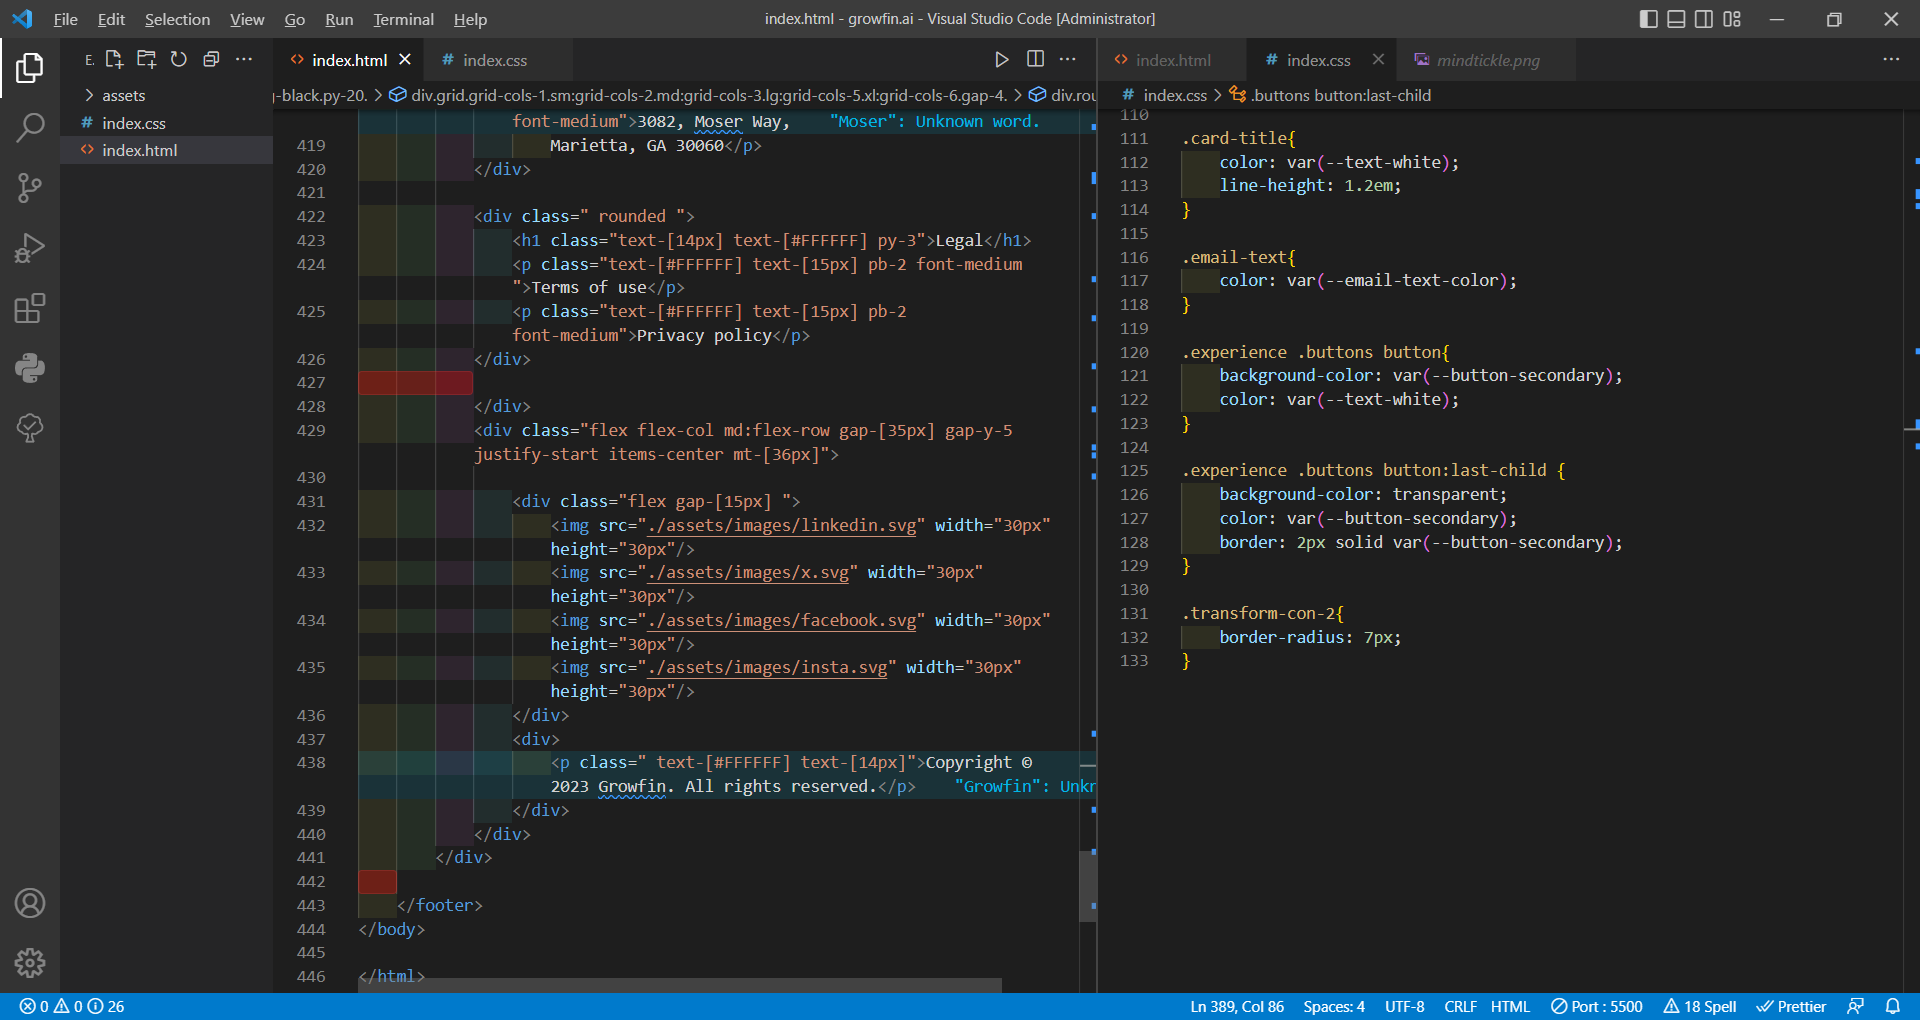 File Edit Selection View Go Run Terminal Help
index.html - growfin.ai - Visual Studio Code [Administrator]
E.
assets
# index.css
<> index.html
<> index.html
# index.css
-black.py-20. > div.grid.grid-cols-1.sm:grid-cols-2.md:grid-cols-3.lg:grid-cols-5.xl:grid-cols-6.gap-4. > div.rou
font-medium">3082, Moser Way, "Moser": Unknown word.
419 Marietta, GA 30060</p>
420 </div>
421
422 <div class=" rounded ">
423 <h1 class="text-[14px] text-[#FFFFFF] py-3">Legal</h1>
424 <p class="text-[#FFFFFF] text-[15px] pb-2 font-medium
">Terms of use</p>
425 <p class="text-[#FFFFFF] text-[15px] pb-2
font-medium">Privacy policy</p>
426 </div>
427
428 </div>
429 <div class="flex flex-col md:flex-row gap-[35px] gap-y-5
justify-start items-center mt-[36px]">
430
431 <div class="flex gap-[15px] ">
432 <img src="./assets/images/linkedin.svg" width="30px"
height="30px"/>
433 <img src="./assets/images/x.svg" width="30px"
height="30px"/>
434 <img src="./assets/images/facebook.svg" width="30px"
height="30px"/>
435 <img src="./assets/images/insta.svg" width="30px"
height="30px"/>
436 </div>
437 <div>
438 <p class=" text-[#FFFFFF] text-[14px]">Copyright ©
2023 Growfin. All rights reserved.</p> "Growfin": Unkr
439 </div>
440 </div>
441 </div>
442
443 </footer>
444 </body>
445
446 </html>
<> index.html
# index.css
mindtickle.png
# index.css > .buttons button:last-child
110
111 .card-title{
112 color: var(--text-white);
113 line-height: 1.2em;
114 }
115
116 .email-text{
117 color: var(--email-text-color);
118 }
119
120 .experience .buttons button{
121 background-color: var(--button-secondary);
122 color: var(--text-white);
123 }
124
125 .experience .buttons button:last-child {
126 background-color: transparent;
127 color: var(--button-secondary);
128 border: 2px solid var(--button-secondary);
129 }
130
131 .transform-con-2{
132 border-radius: 7px;
133 }
0 0 26
Ln 389, Col 86 Spaces: 4 UTF-8 CRLF HTML Port : 5500 18 Spell Prettier